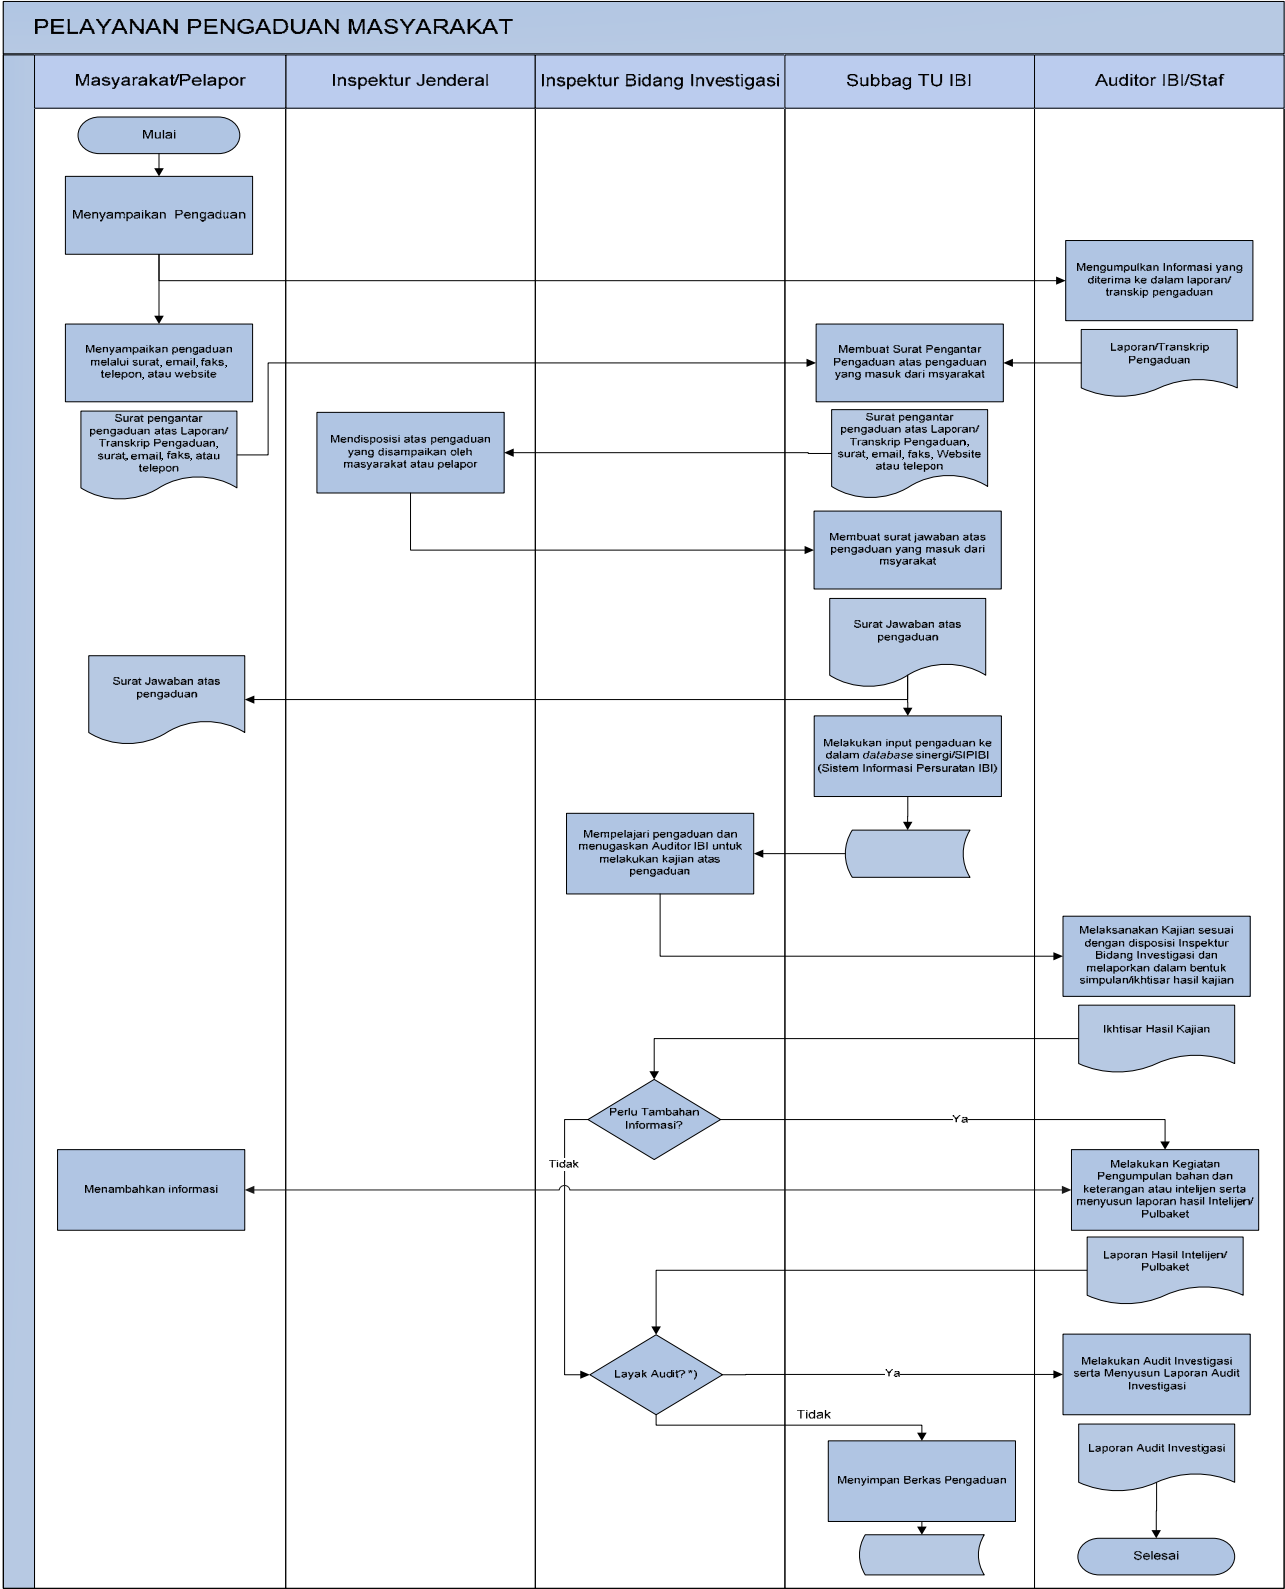 PELAYANAN PENGADUAN MASYARAKAT
Masyarakat/Pelapor
Inspektur Jenderal
Inspektur Bidang Investigasi
Subbag TU IBI
Auditor IBI/Staf
Mulai
Menyampaikan Pengaduan
Mengumpulkan Informasi yang
diterima ke dalam laporan/
transkip pengaduan
Menyampaikan pengaduan
melalui surat, email, faks,
telepon, atau website
Membuat Surat Pengantar
Pengaduan atas pengaduan
yang masuk dari msyarakat
Laporan/Transkrip
Pengaduan
Surat pengantar
pengaduan atas Laporan/
Transkrip Pengaduan,
surat, email, faks, atau
telepon
Mendisposisi atas pengaduan
yang disampaikan oleh
masyarakat atau pelapor
Surat pengantar
pengaduan atas Laporan/
Transkrip Pengaduan,
surat, email, faks, Website
atau telepon
Membuat surat jawaban atas
pengaduan yang masuk dari
msyarakat
Surat Jawaban atas
pengaduan
Surat Jawaban atas
pengaduan
Melakukan input pengaduan ke
dalam database sinergi/SIPIBI
(Sistem Informasi Persuratan IBI)
Mempelajari pengaduan dan
menugaskan Auditor IBI untuk
melakukan kajian atas
pengaduan
Melaksanakan Kajian sesuai
dengan disposisi Inspektur
Bidang Investigasi dan
melaporkan dalam bentuk
simpulan/ikhtisar hasil kajian
Ikhtisar Hasil Kajian
Perlu Tambahan
Informasi?
Ya
Tidak
Menambahkan informasi
Melakukan Kegiatan
Pengumpulan bahan dan
keterangan atau intelijen serta
menyusun laporan hasil Intelijen/
Pulbaket
Laporan Hasil Intelijen/
Pulbaket
Layak Audit? *)
Ya
Melakukan Audit Investigasi
serta Menyusun Laporan Audit
Investigasi
Tidak
Menyimpan Berkas Pengaduan
Laporan Audit Investigasi
Selesai